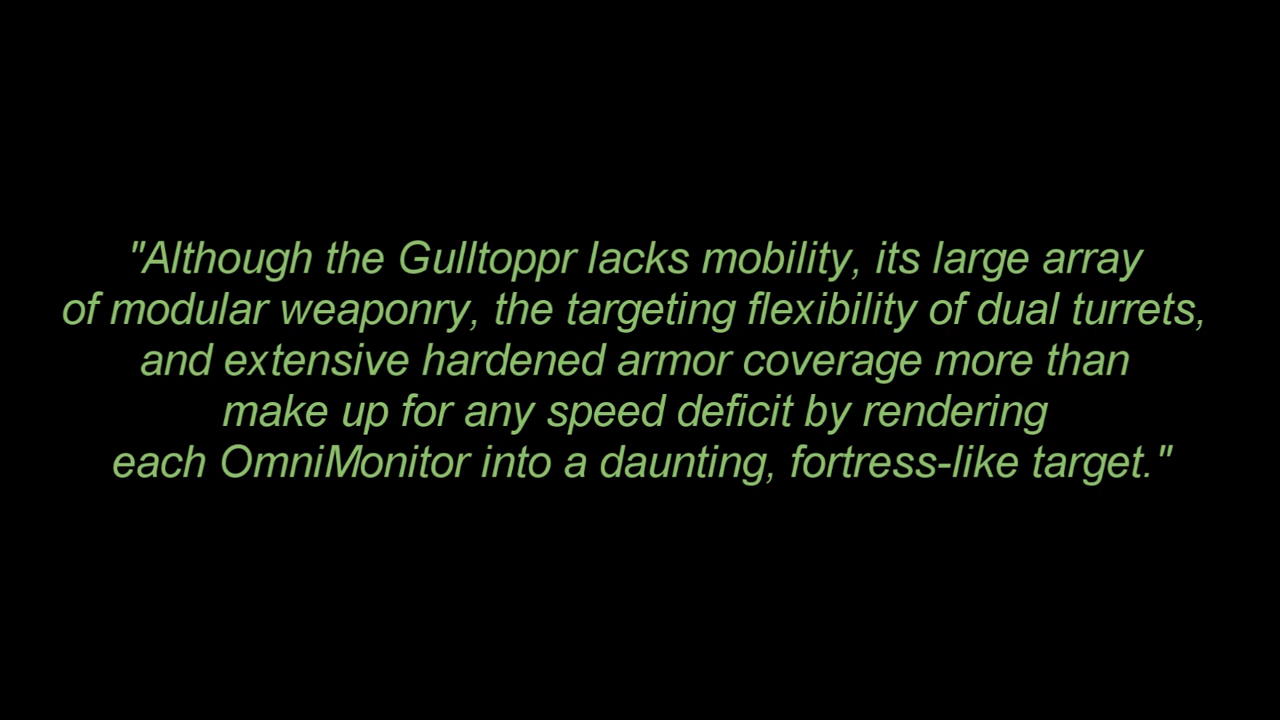 "Although the Gulltoppr lacks mobility, its large array
of modular weaponry, the targeting flexibility of dual turrets,
and extensive hardened armor coverage more than
make up for any speed deficit by rendering
each OmniMonitor into a daunting, fortress-like target."